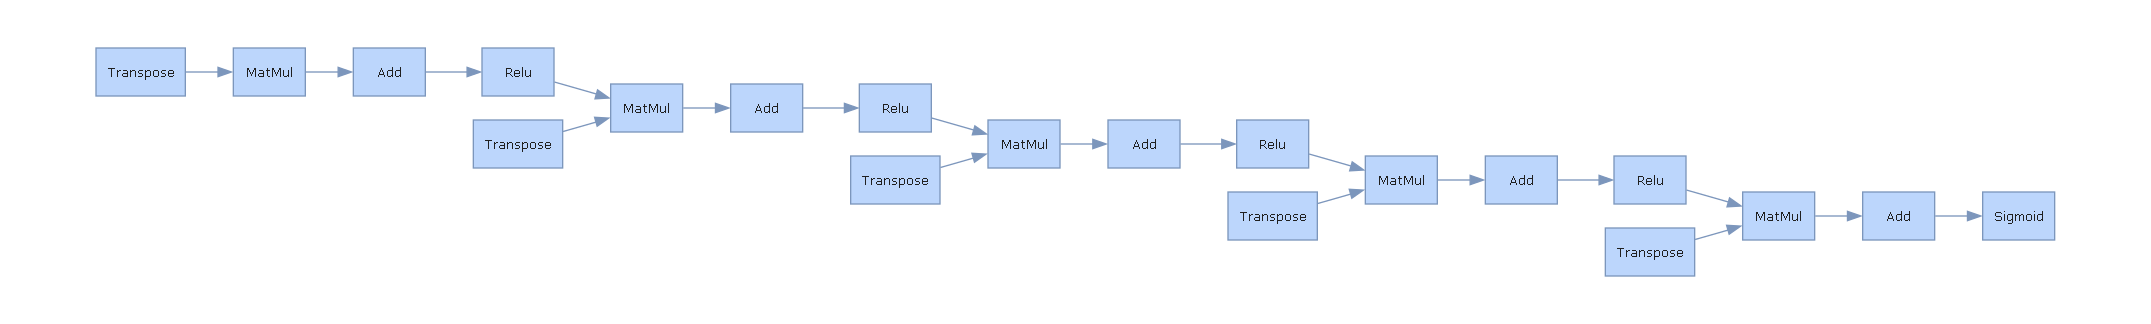 Transpose
MatMul
Add
Relu
Transpose
MatMul
Add
Relu
Transpose
MatMul
Add
Relu
Transpose
MatMul
Add
Relu
Transpose
MatMul
Add
Sigmoid